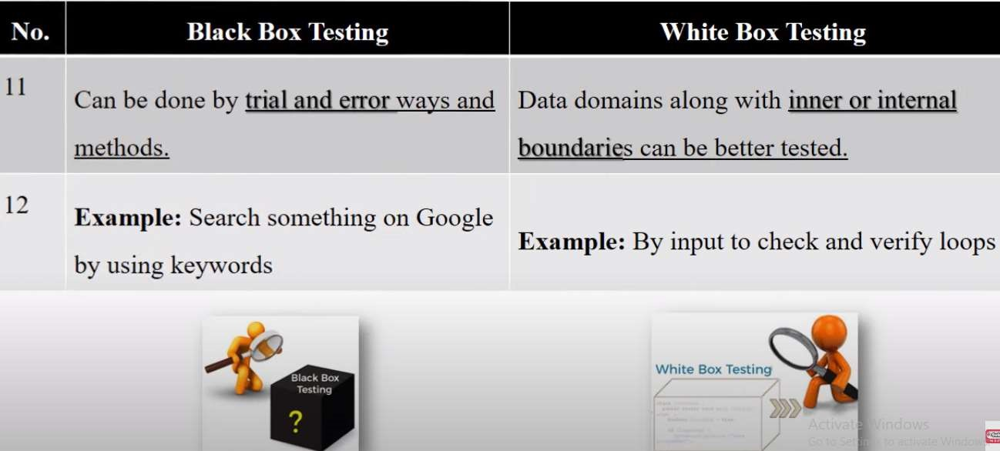 No.
Black Box Testing
White Box Testing
11
Can be done by trial and error ways and
methods.
Data domains along with inner or internal
boundaries can be better tested.
12
Example: Search something on Google
by using keywords
Example: By input to check and verify loops
Black Box
Testing
?
White Box Testing
Activate Windows
Go to Settings to activate Windows